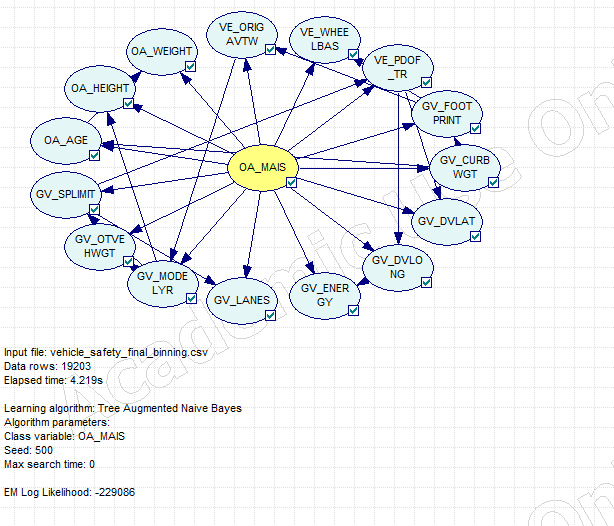 VE_ORIG
AVTW
VE_WHEE
LBAS
OA_WEIGHT
VE_PDOF
_TR
OA_HEIGHT
GV_FOOT
PRINT
OA_AGE
OA_MAIS
GV_CURB
WGT
GV_SPLIMIT
GV_DVLAT
GV_OTVE
HWGT
GV_MODE
LYR
GV_DVLO
NG
GV_LANES
GV_ENER
GY
Input file: vehicle_safety_final_binning.csv
Data rows: 19203
Elapsed time: 4.219s
Learning algorithm: Tree Augmented Naive Bayes
Algorithm parameters:
Class variable: OA_MAIS
Seed: 500
Max search time: 0
EM Log Likelihood: -229086
Academic Use On